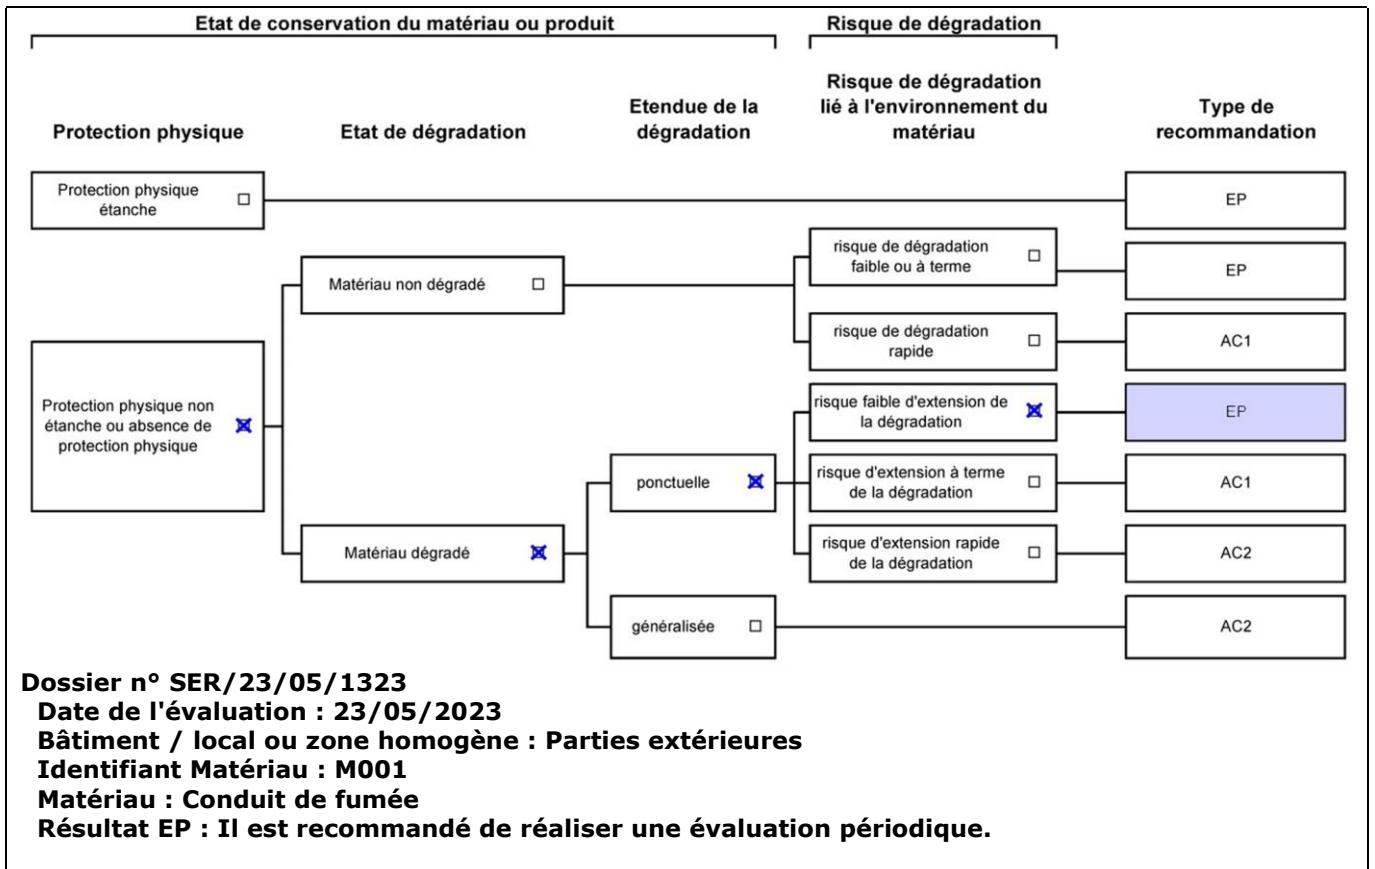 Etat de conservation du matériau ou produit
Risque de dégradation
Protection physique
Etat de dégradation
Etendue de la
dégradation
Risque de dégradation
lié à l'environnement du
matériau
Type de
recommandation
Protection physique
étanche
EP
Matériau non dégradé
risque de dégradation
faible ou à terme
EP
risque de dégradation
rapide
AC1
Protection physique non
étanche ou absence de
protection physique
risque faible d'extension de
la dégradation
EP
ponctuelle
risque d'extension à terme
de la dégradation
AC1
Matériau dégradé
risque d'extension rapide
de la dégradation
AC2
généralisée
AC2
Dossier n° SER/23/05/1323
Date de l'évaluation : 23/05/2023
Bâtiment / local ou zone homogène : Parties extérieures
Identifiant Matériau : M001
Matériau : Conduit de fumée
Résultat EP : Il est recommandé de réaliser une évaluation périodique.